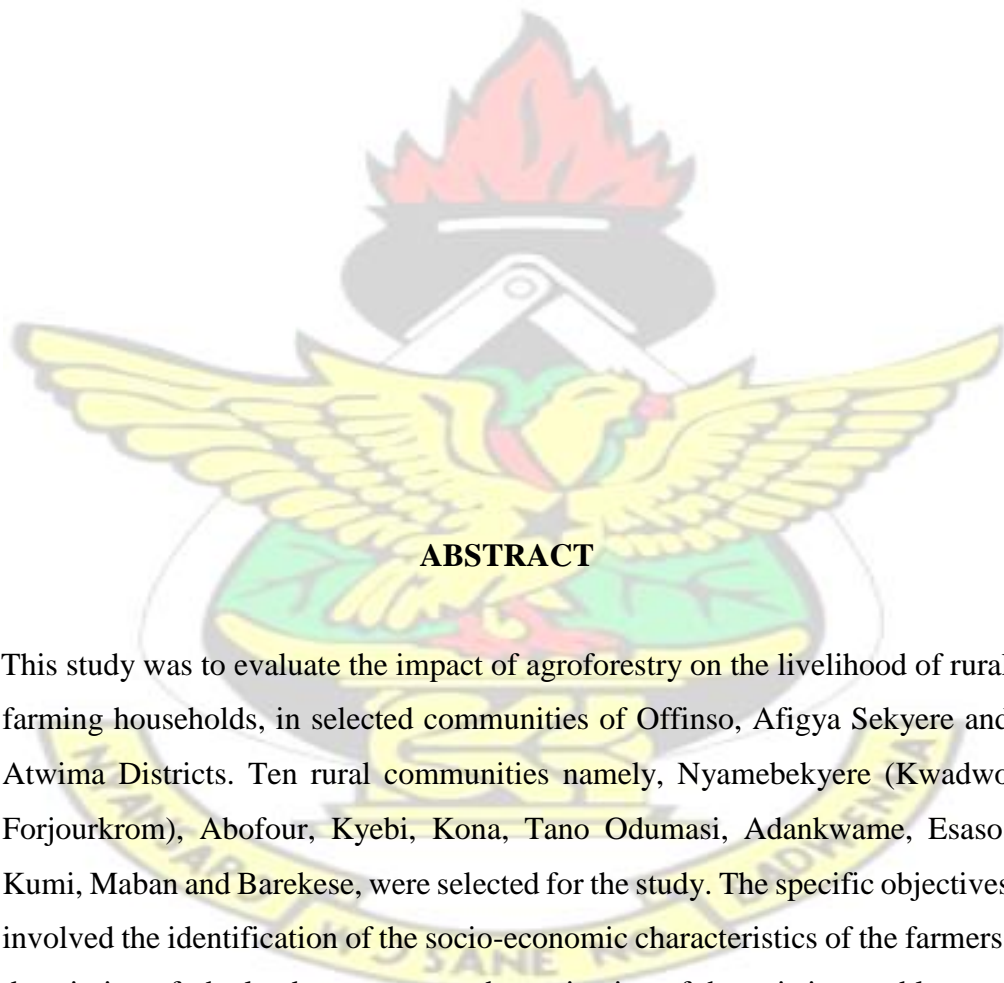 ABSTRACT
This study was to evaluate the impact of agroforestry on the livelihood of rural
farming households, in selected communities of Offinso, Afigya Sekyere and
Atwima Districts. Ten rural communities namely, Nyamebekyere (Kwadwo
Forjourkrom), Abofour, Kyebi, Kona, Tano Odumasi, Adankwame, Esaso
Kumi, Maban and Barekese, were selected for the study. The specific objectives
involved the identification of the socio-economic characteristics of the farmers